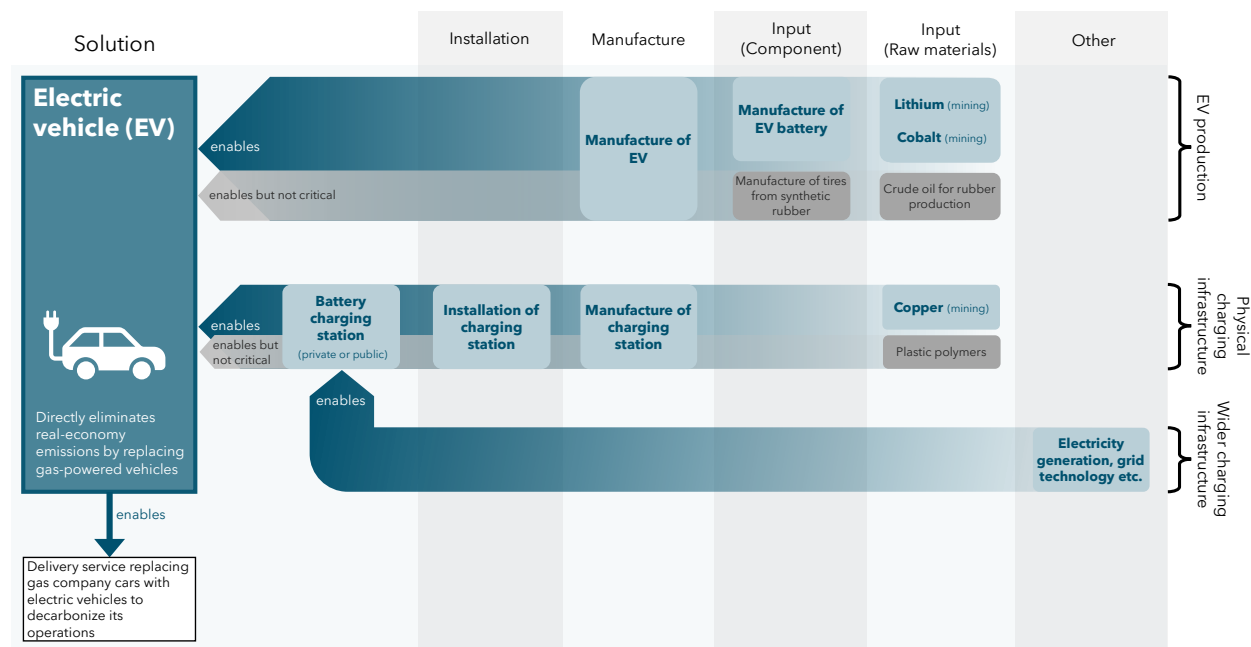 Solution
Installation
Manufacture
Input
(Component)
Input
(Raw materials)
Other
Electric
vehicle (EV)
enables
Manufacture of
EV
Manufacture of
EV battery
Lithium (mining)
Cobalt (mining)
EV production
enables but not critical
Manufacture of tires
from synthetic
rubber
Crude oil for rubber
production
enables
Battery
charging
station
(private or public)
Installation of
charging
station
Manufacture of
charging
station
Copper (mining)
Physical
charging
infrastructure
enables but
not critical
Plastic polymers
enables
Electricity
generation, grid
technology etc.
Wider charging
infrastructure
Directly eliminates
real-economy
emissions by replacing
gas-powered vehicles
enables
Delivery service replacing
gas company cars with
electric vehicles to
decarbonize its
operations